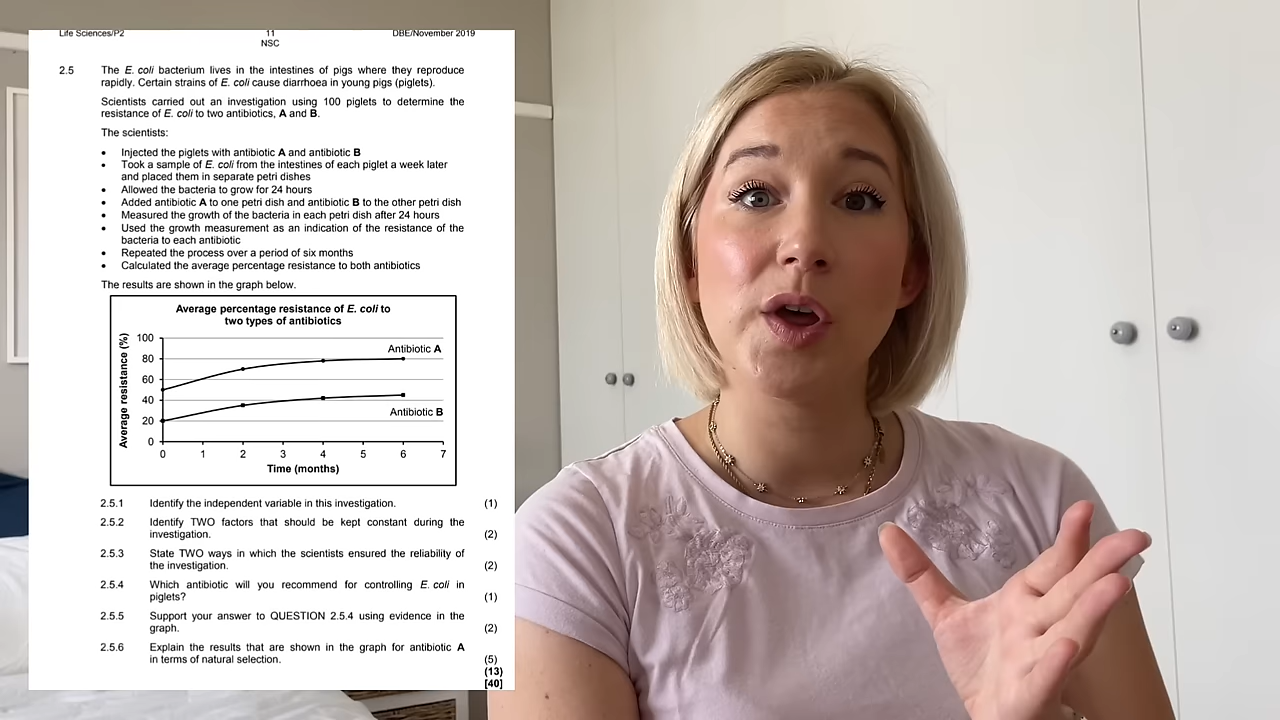 Life Sciences/P2 11 DBE/November 2019
NSC
2.5 The E. coli bacterium lives in the intestines of pigs where they reproduce
rapidly. Certain strains of E. coli cause diarrhoea in young pigs (piglets).
Scientists carried out an investigation using 100 piglets to determine the
resistance of E. coli to two antibiotics, A and B.
The scientists:
• Injected the piglets with antibiotic A and antibiotic B
• Took a sample of E. coli from the intestines of each piglet a week later
and placed them in separate petri dishes
• Allowed the bacteria to grow for 24 hours
• Added antibiotic A to one petri dish and antibiotic B to the other petri dish
• Measured the growth of the bacteria in each petri dish after 24 hours
• Used the growth measurement as an indication of the resistance of the
bacteria to each antibiotic
• Repeated the process over a period of six months
• Calculated the average percentage resistance to both antibiotics
The results are shown in the graph below.
Average percentage resistance of E. coli to
two types of antibiotics
Average resistance (%)
100
80
60
40
20
0
Antibiotic A
Antibiotic B
0 1 2 3 4 5 6 7
Time (months)
2.5.1 Identify the independent variable in this investigation. (1)
2.5.2 Identify TWO factors that should be kept constant during the
investigation. (2)
2.5.3 State TWO ways in which the scientists ensured the reliability of
the investigation. (2)
2.5.4 Which antibiotic will you recommend for controlling E. coli in
piglets? (1)
2.5.5 Support your answer to QUESTION 2.5.4 using evidence in the
graph. (2)
2.5.6 Explain the results that are shown in the graph for antibiotic A
in terms of natural selection. (5)
(13)
[40]